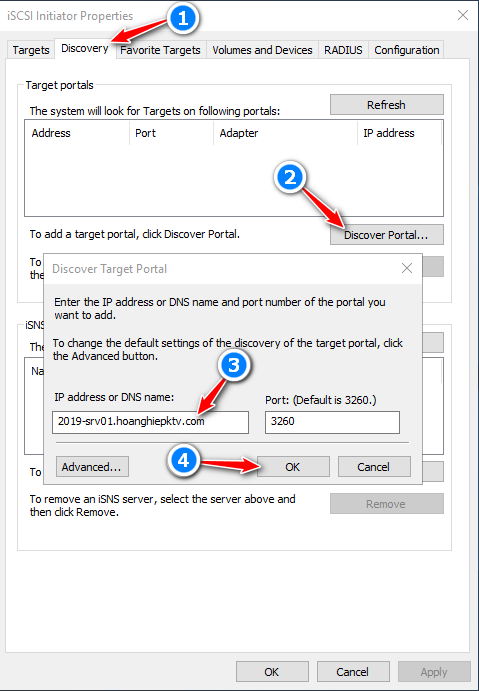 iSCSI Initiator Properties
1
Targets Discovery Favorite Targets Volumes and Devices RADIUS Configuration
Target portals
The system will look for Targets on following portals: Refresh
Address Port Adapter IP address
2
To add a target portal, click Discover Portal. Discover Portal...
To
the
Discover Target Portal
Enter the IP address or DNS name and port number of the portal you
want to add.
To change the default settings of the discovery of the target portal, click
the Advanced button.
iSNS
The
Na
3
IP address or DNS name: Port: (Default is 3260.)
2019-srv01.hoanghiepktv.com 3260
4
Advanced... OK Cancel
To
To remove an iSNS server, select the server above and
then click Remove. Remove
OK Cancel Apply